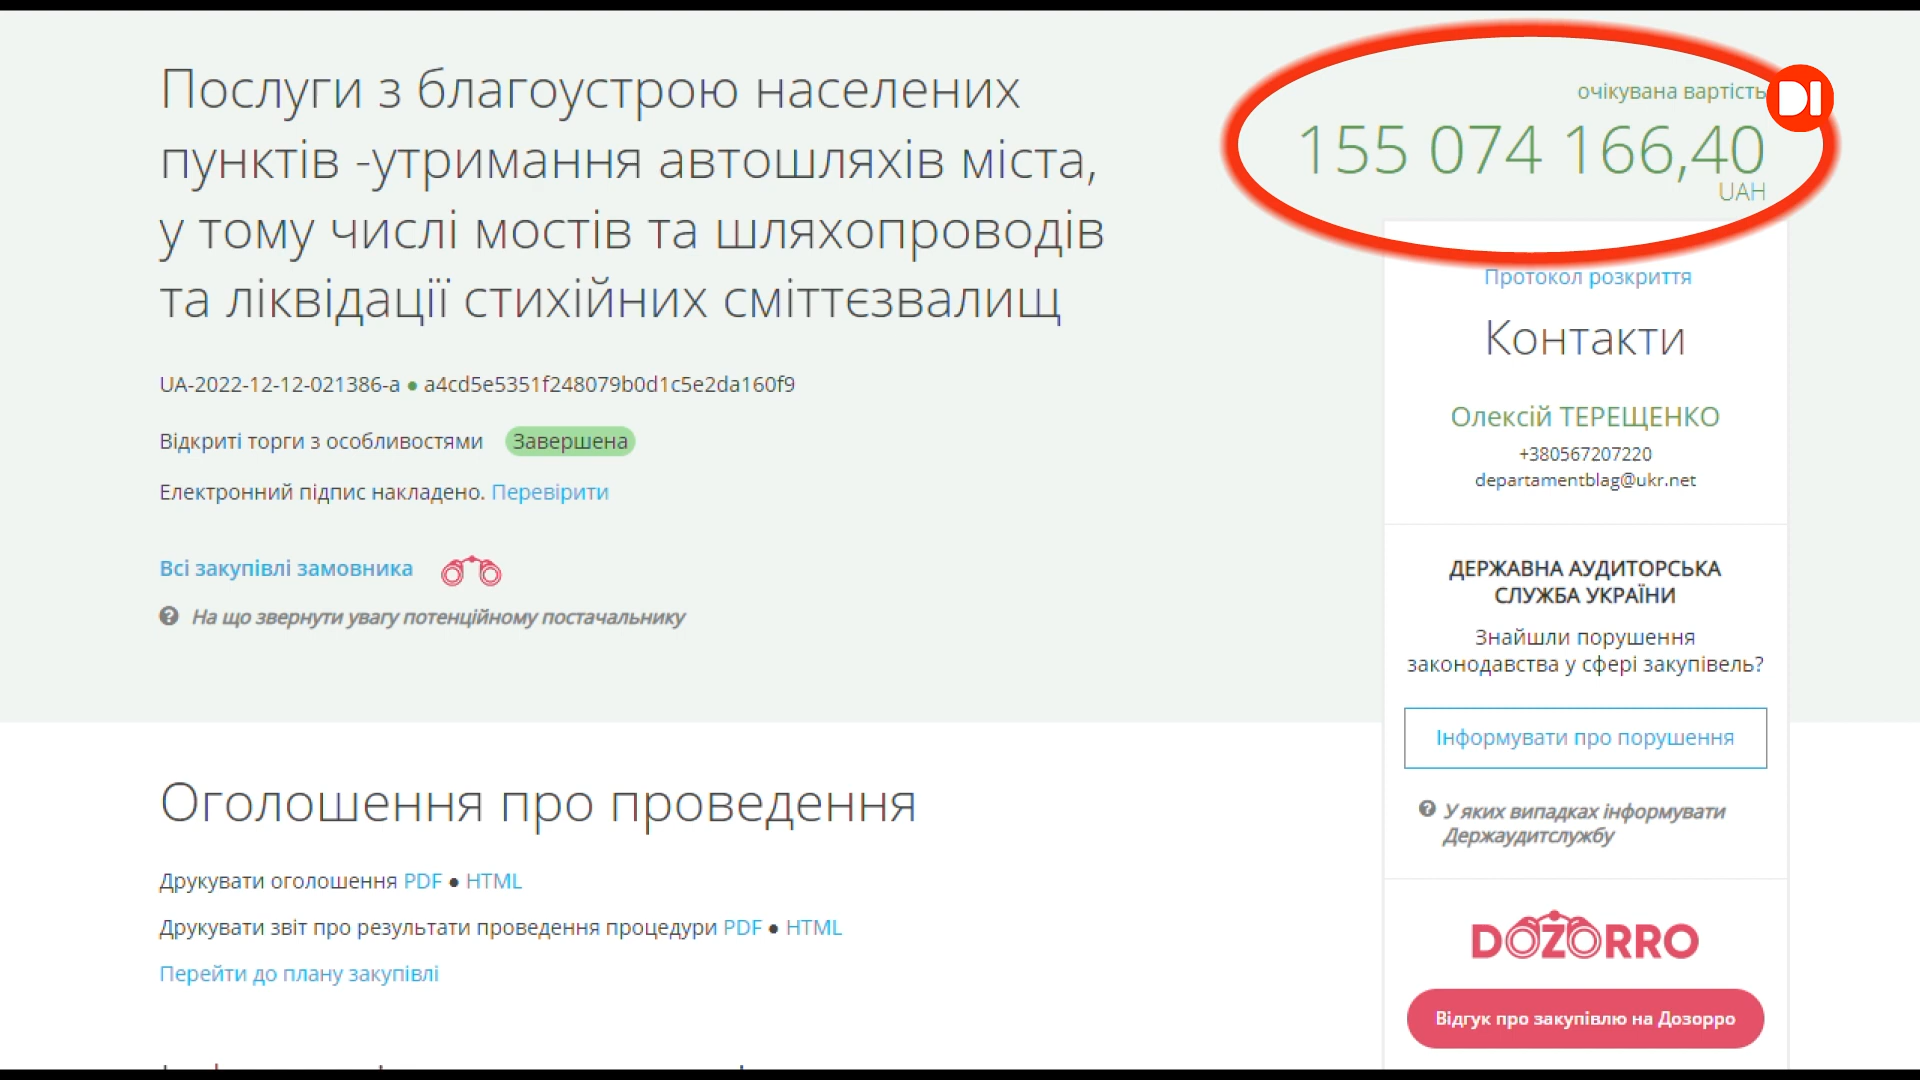 Послуги з благоустрою населених
пунктів -утримання автошляхів міста,
у тому числі мостів та шляхопроводів
та ліквідації стихійних сміттєзвалищ
UA-2022-12-12-021386-a ● a4cd5e5351f248079b0d1c5e2da160f9
Відкриті торги з особливостями Завершена
Електронний підпис накладено. Перевірити
Всі закупівлі замовника
На що звернути увагу потенційному постачальнику
очікувана вартість
DI
155 074 166,40
UAH
Протокол розкриття
Контакти
Олексій ТЕРЕЩЕНКО
+380567207220
departamentblag@ukr.net
ДЕРЖАВНА АУДИТОРСЬКА
СЛУЖБА УКРАЇНИ
Знайшли порушення
законодавства у сфері закупівель?
Інформувати про порушення
У яких випадках інформувати
Держаудитслужбу
DOZORRO
Відгук про закупівлю на Дозорро
Оголошення про проведення
Друкувати оголошення PDF ● HTML
Друкувати звіт про результати проведення процедури PDF ● HTML
Перейти до плану закупівлі